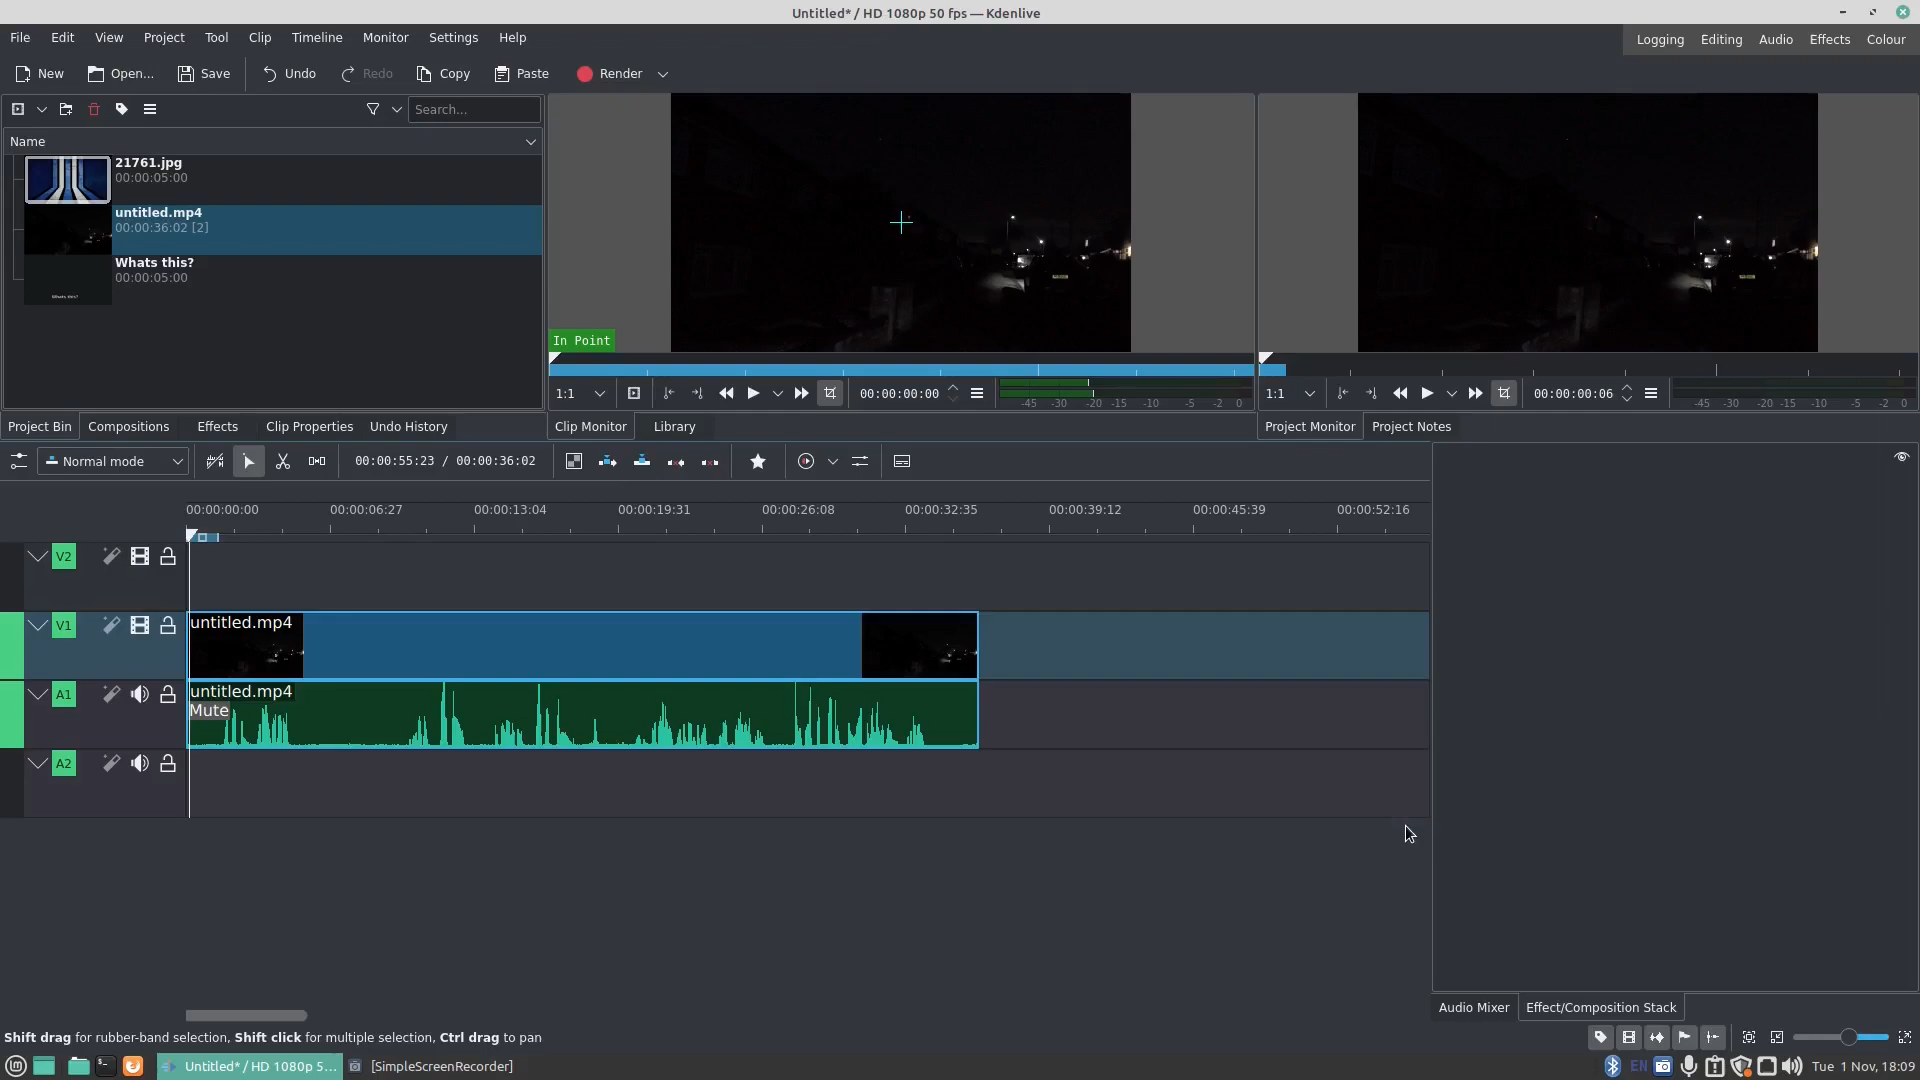 Untitled* / HD 1080p 50 fps — Kdenlive
File Edit View Project Tool Clip Timeline Monitor Settings Help
Logging Editing Audio Effects Colour
New Open... Save Undo Redo Copy Paste Render
Search...
Name
21761.jpg
00:00:05:00
untitled.mp4
00:00:36:02 [2]
Whats this?
00:00:05:00
Whats this?
In Point
1:1 00:00:00:00 -45 -30 -20 -15 -10 -5 -2 0
1:1 00:00:00:06 -45 -30 -20 -15 -10 -5 -2 0
Project Bin Compositions Effects Clip Properties Undo History
Clip Monitor Library
Project Monitor Project Notes
Normal mode 00:00:55:23 / 00:00:36:02
00:00:00:00 00:00:06:27 00:00:13:04 00:00:19:31 00:00:26:08 00:00:32:35 00:00:39:12 00:00:45:39 00:00:52:16
V2
V1 untitled.mp4
A1 untitled.mp4
Mute
A2
Audio Mixer Effect/Composition Stack
Shift drag for rubber-band selection, Shift click for multiple selection, Ctrl drag to pan
Untitled* / HD 1080p 5... [SimpleScreenRecorder] EN Tue 1 Nov, 18:09